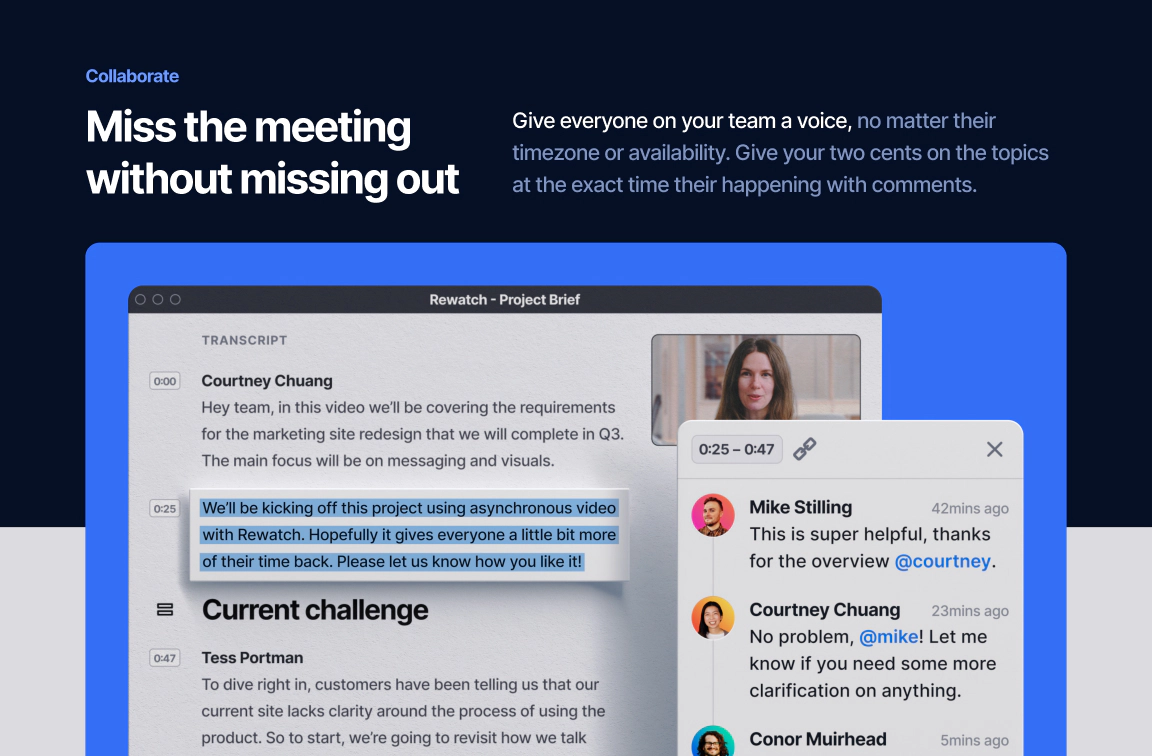 Collaborate
Miss the meeting
without missing out
Give everyone on your team a voice, no matter their
timezone or availability. Give your two cents on the topics
at the exact time their happening with comments.
Rewatch - Project Brief
TRANSCRIPT
0:00
Courtney Chuang
Hey team, in this video we’ll be covering the requirements
for the marketing site redesign that we will complete in Q3.
The main focus will be on messaging and visuals.
0:25
We’ll be kicking off this project using asynchronous video
with Rewatch. Hopefully it gives everyone a little bit more
of their time back. Please let us know how you like it!
Current challenge
0:47
Tess Portman
To dive right in, customers have been telling us that our
current site lacks clarity around the process of using the
product. So to start, we’re going to revisit how we talk
0:25 – 0:47
Mike Stilling 42mins ago
This is super helpful, thanks
for the overview @courtney.
Courtney Chuang 23mins ago
No problem, @mike! Let me
know if you need some more
clarification on anything.
Conor Muirhead 5mins ago